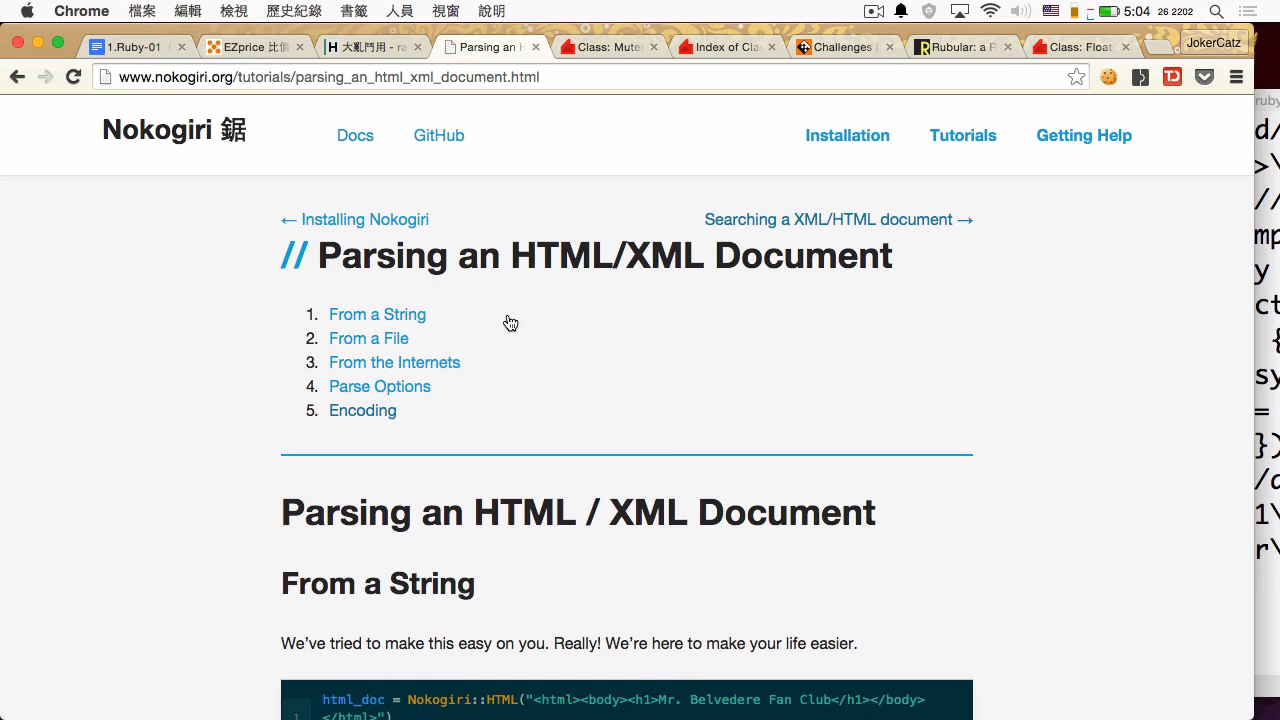 Chrome 檔案 編輯 檢視 歷史紀錄 書籤 人員 視窗 說明 5:04 26 2202
1.Ruby-01 EZprice 比價 大亂鬥用 - ra Parsing an H Class: Mute Index of Cla Challenges | Rubular: a Class: Float JokerCatz
www.nokogiri.org/tutorials/parsing_an_html_xml_document.html
Nokogiri 鋸 Docs GitHub Installation Tutorials Getting Help
← Installing Nokogiri Searching a XML/HTML document →
// Parsing an HTML/XML Document
1. From a String
2. From a File
3. From the Internets
4. Parse Options
5. Encoding
Parsing an HTML / XML Document
From a String
We've tried to make this easy on you. Really! We're here to make your life easier.
1 html_doc = Nokogiri::HTML("<html><body><h1>Mr. Belvedere Fan Club</h1></body>
</html>")
ruby
d/
>\
//
mp
y
ct
{
sy
=
})
/d
1\
r\